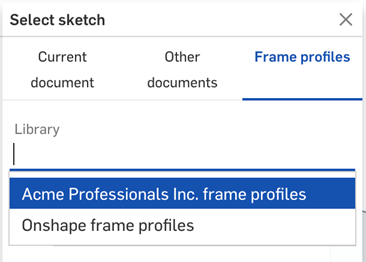 Select sketch
Current Other Frame profiles
document documents
Library
Acme Professionals Inc. frame profiles
Onshape frame profiles